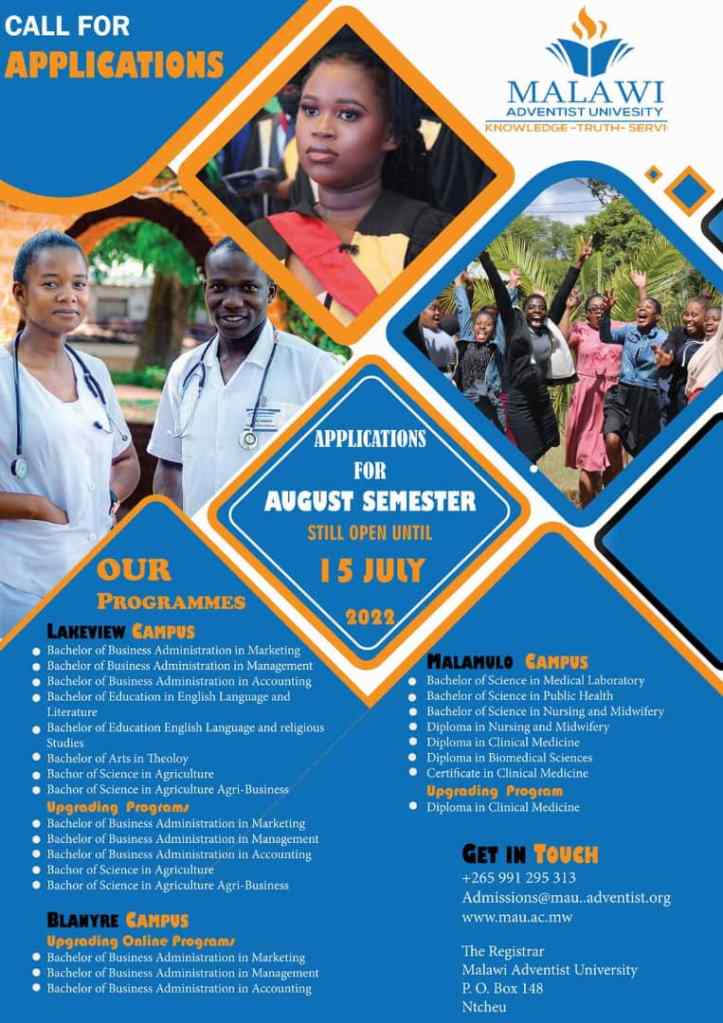 CALL FOR
APPLICATIONS
MALAWI
ADVENTIST UNIVESITY
KNOWLEDGE -TRUTH- SERVI
APPLICATIONS
FOR
AUGUST SEMESTER
STILL OPEN UNTIL
15 JULY
2022
OUR
PROGRAMMES
LAKEVIEW CAMPUS
Bachelor of Business Administration in Marketing
Bachelor of Business Administration in Management
Bachelor of Business Administration in Accounting
Bachelor of Education in English Language and
Literature
Bachelor of Education English Language and religious
Studies
Bachelor of Arts in Theoloy
Bachor of Science in Agriculture
Bachor of Science in Agriculture Agri-Business
Upgrading Programs
Bachelor of Business Administration in Marketing
Bachelor of Business Administration in Management
Bachelor of Business Administration in Accounting
Bachor of Science in Agriculture
Bachor of Science in Agriculture Agri-Business
BLANYRE CAMPUS
Upgrading Online Programs
Bachelor of Business Administration in Marketing
Bachelor of Business Administration in Management
Bachelor of Business Administration in Accounting
MALAMULO CAMPUS
Bachelor of Science in Medical Laboratory
Bachelor of Science in Public Health
Bachelor of Science in Nursing and Midwifery
Diploma in Nursing and Midwifery
Diploma in Clinical Medicine
Diploma in Biomedical Sciences
Certificate in Clinical Medicine
Upgrading Program
Diploma in Clinical Medicine
GET IN TOUCH
+265 991 295 313
Admissions@mau..adventist.org
www.mau.ac.mw
The Registrar
Malawi Adventist University
P. O. Box 148
Ntcheu